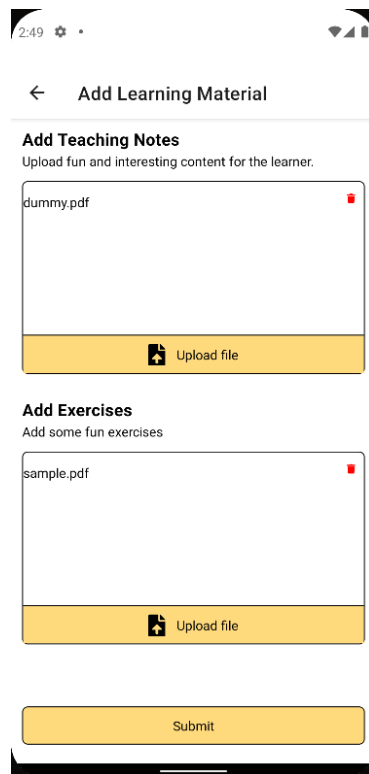 2:49
Add Learning Material
Add Teaching Notes
Upload fun and interesting content for the learner.
dummy.pdf
Upload file
Add Exercises
Add some fun exercises
sample.pdf
Upload file
Submit